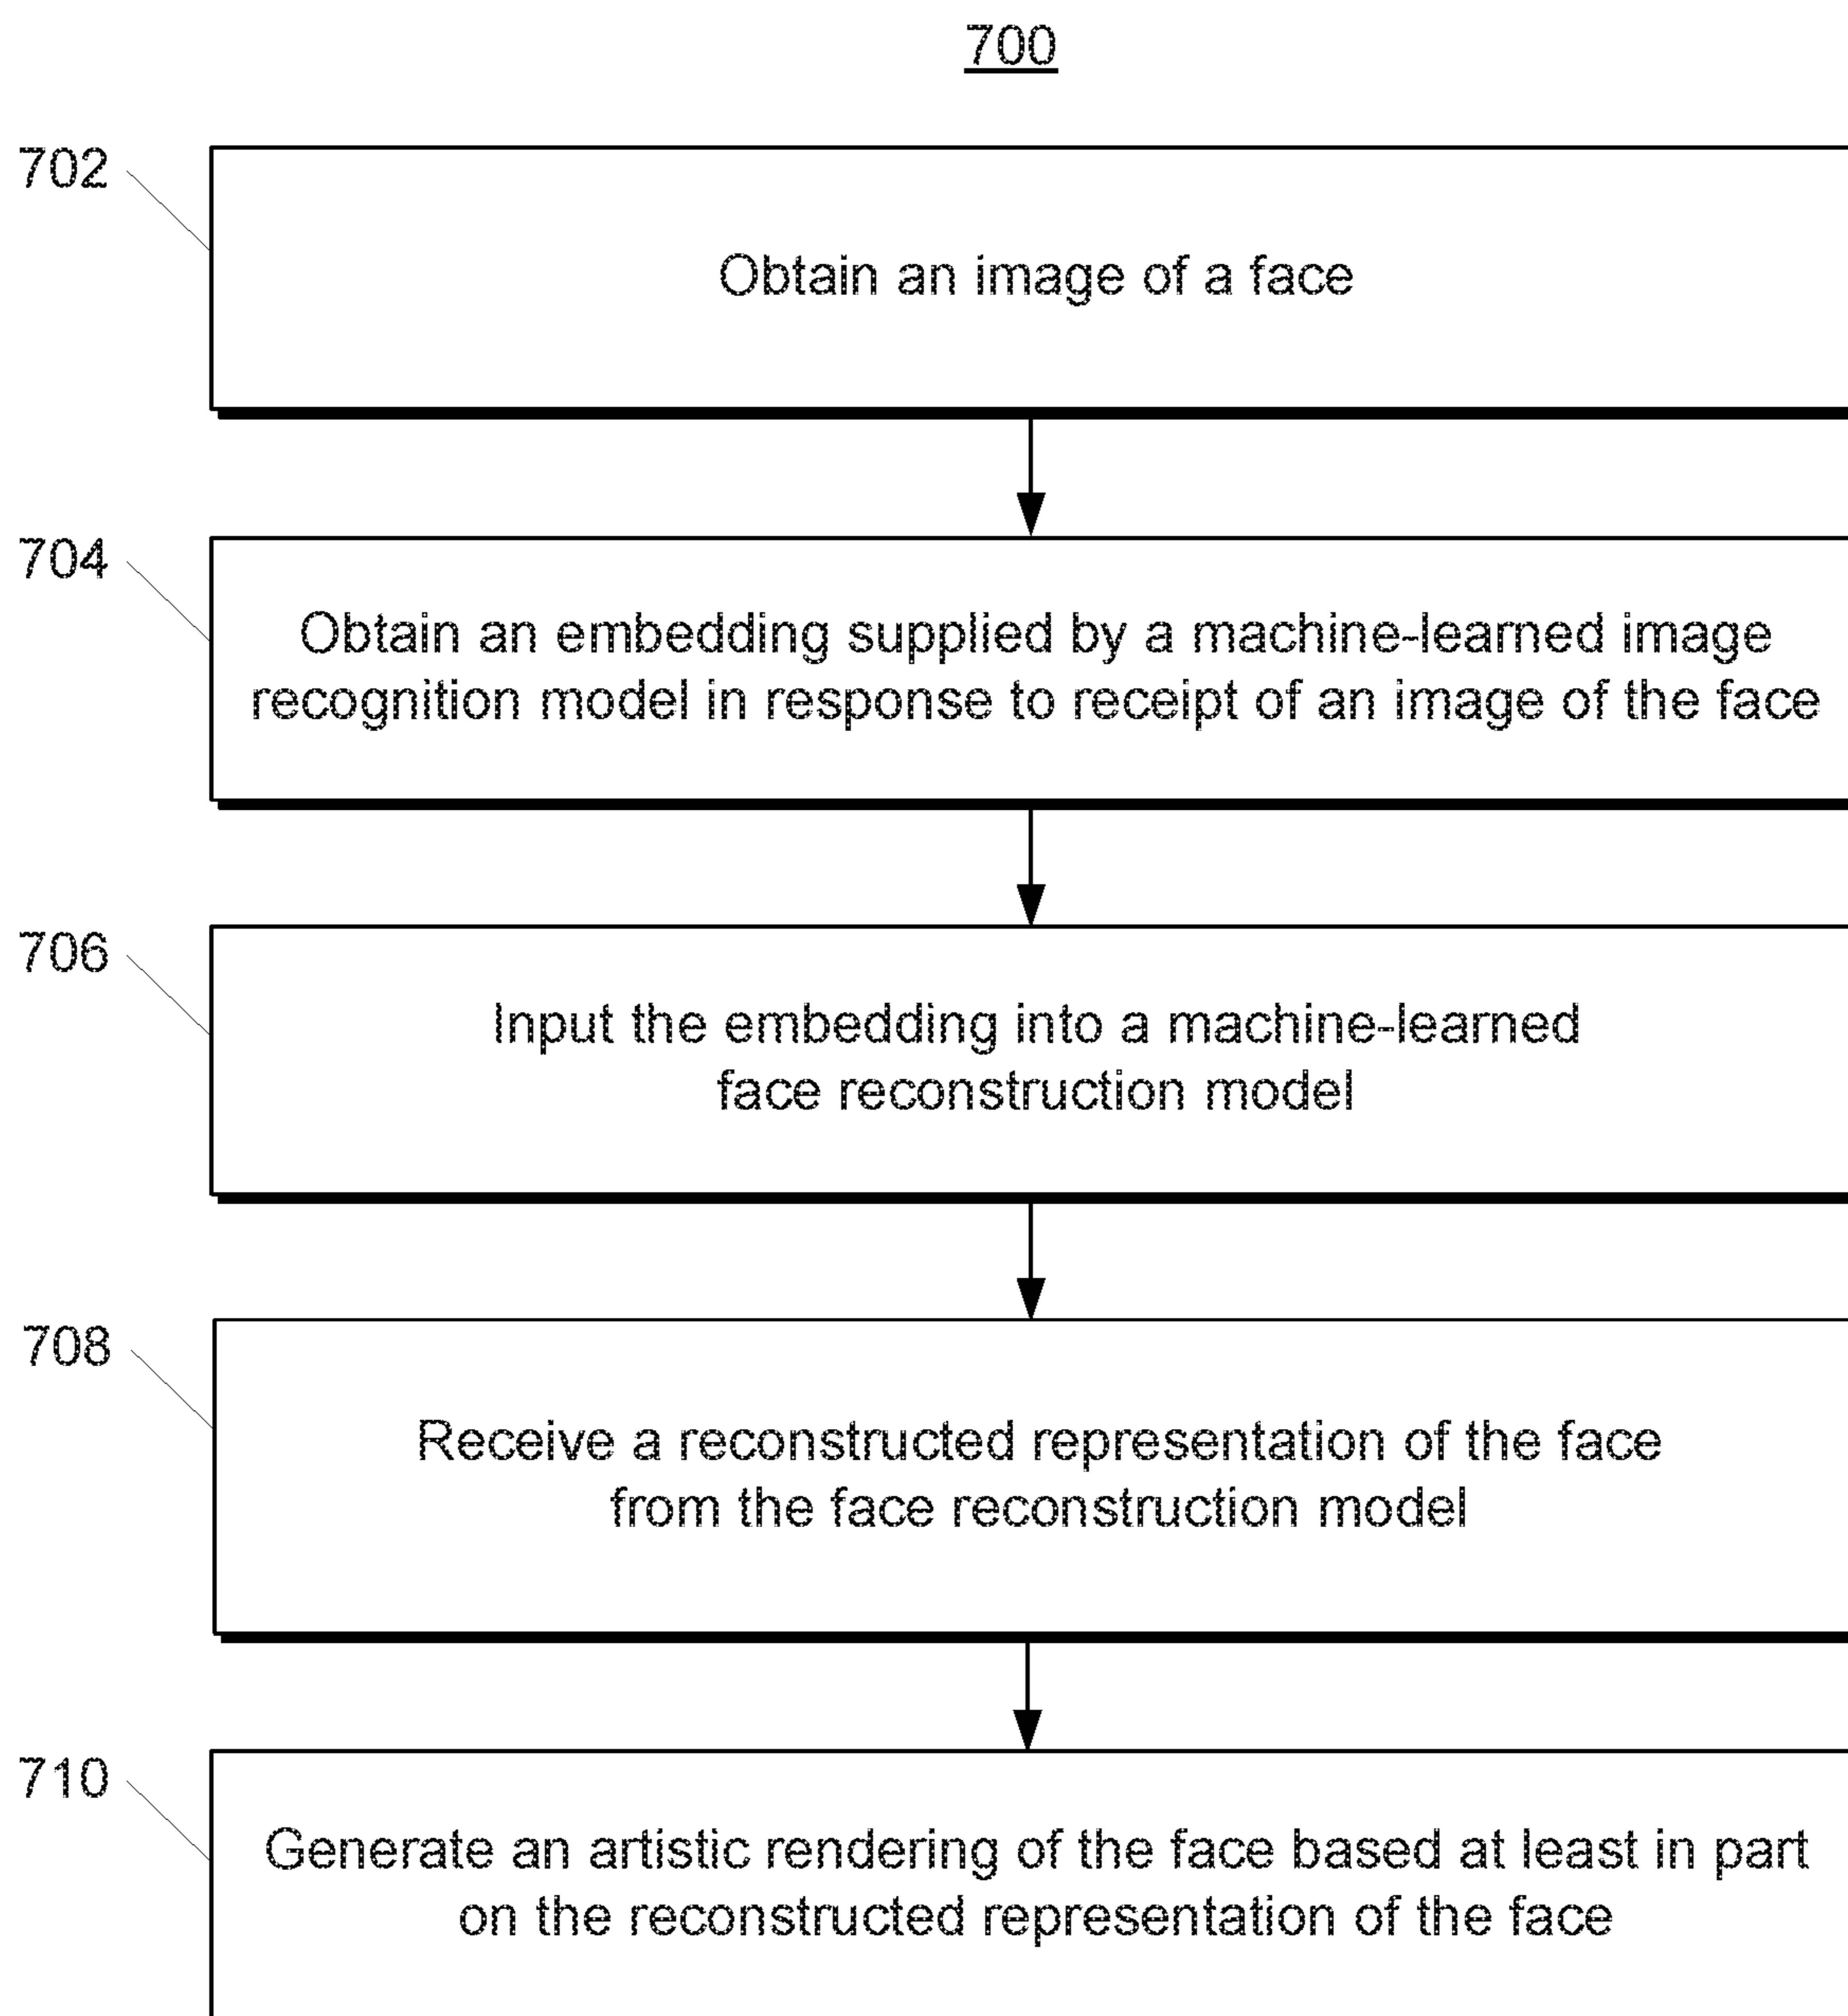 700
702
Obtain an image of a face
704
Obtain an embedding supplied by a machine-learned image
recognition model in response to receipt of an image of the face
706
Input the embedding into a machine-learned
face reconstruction model
708
Receive a reconstructed representation of the face
from the face reconstruction model
710
Generate an artistic rendering of the face based at least in part
on the reconstructed representation of the face